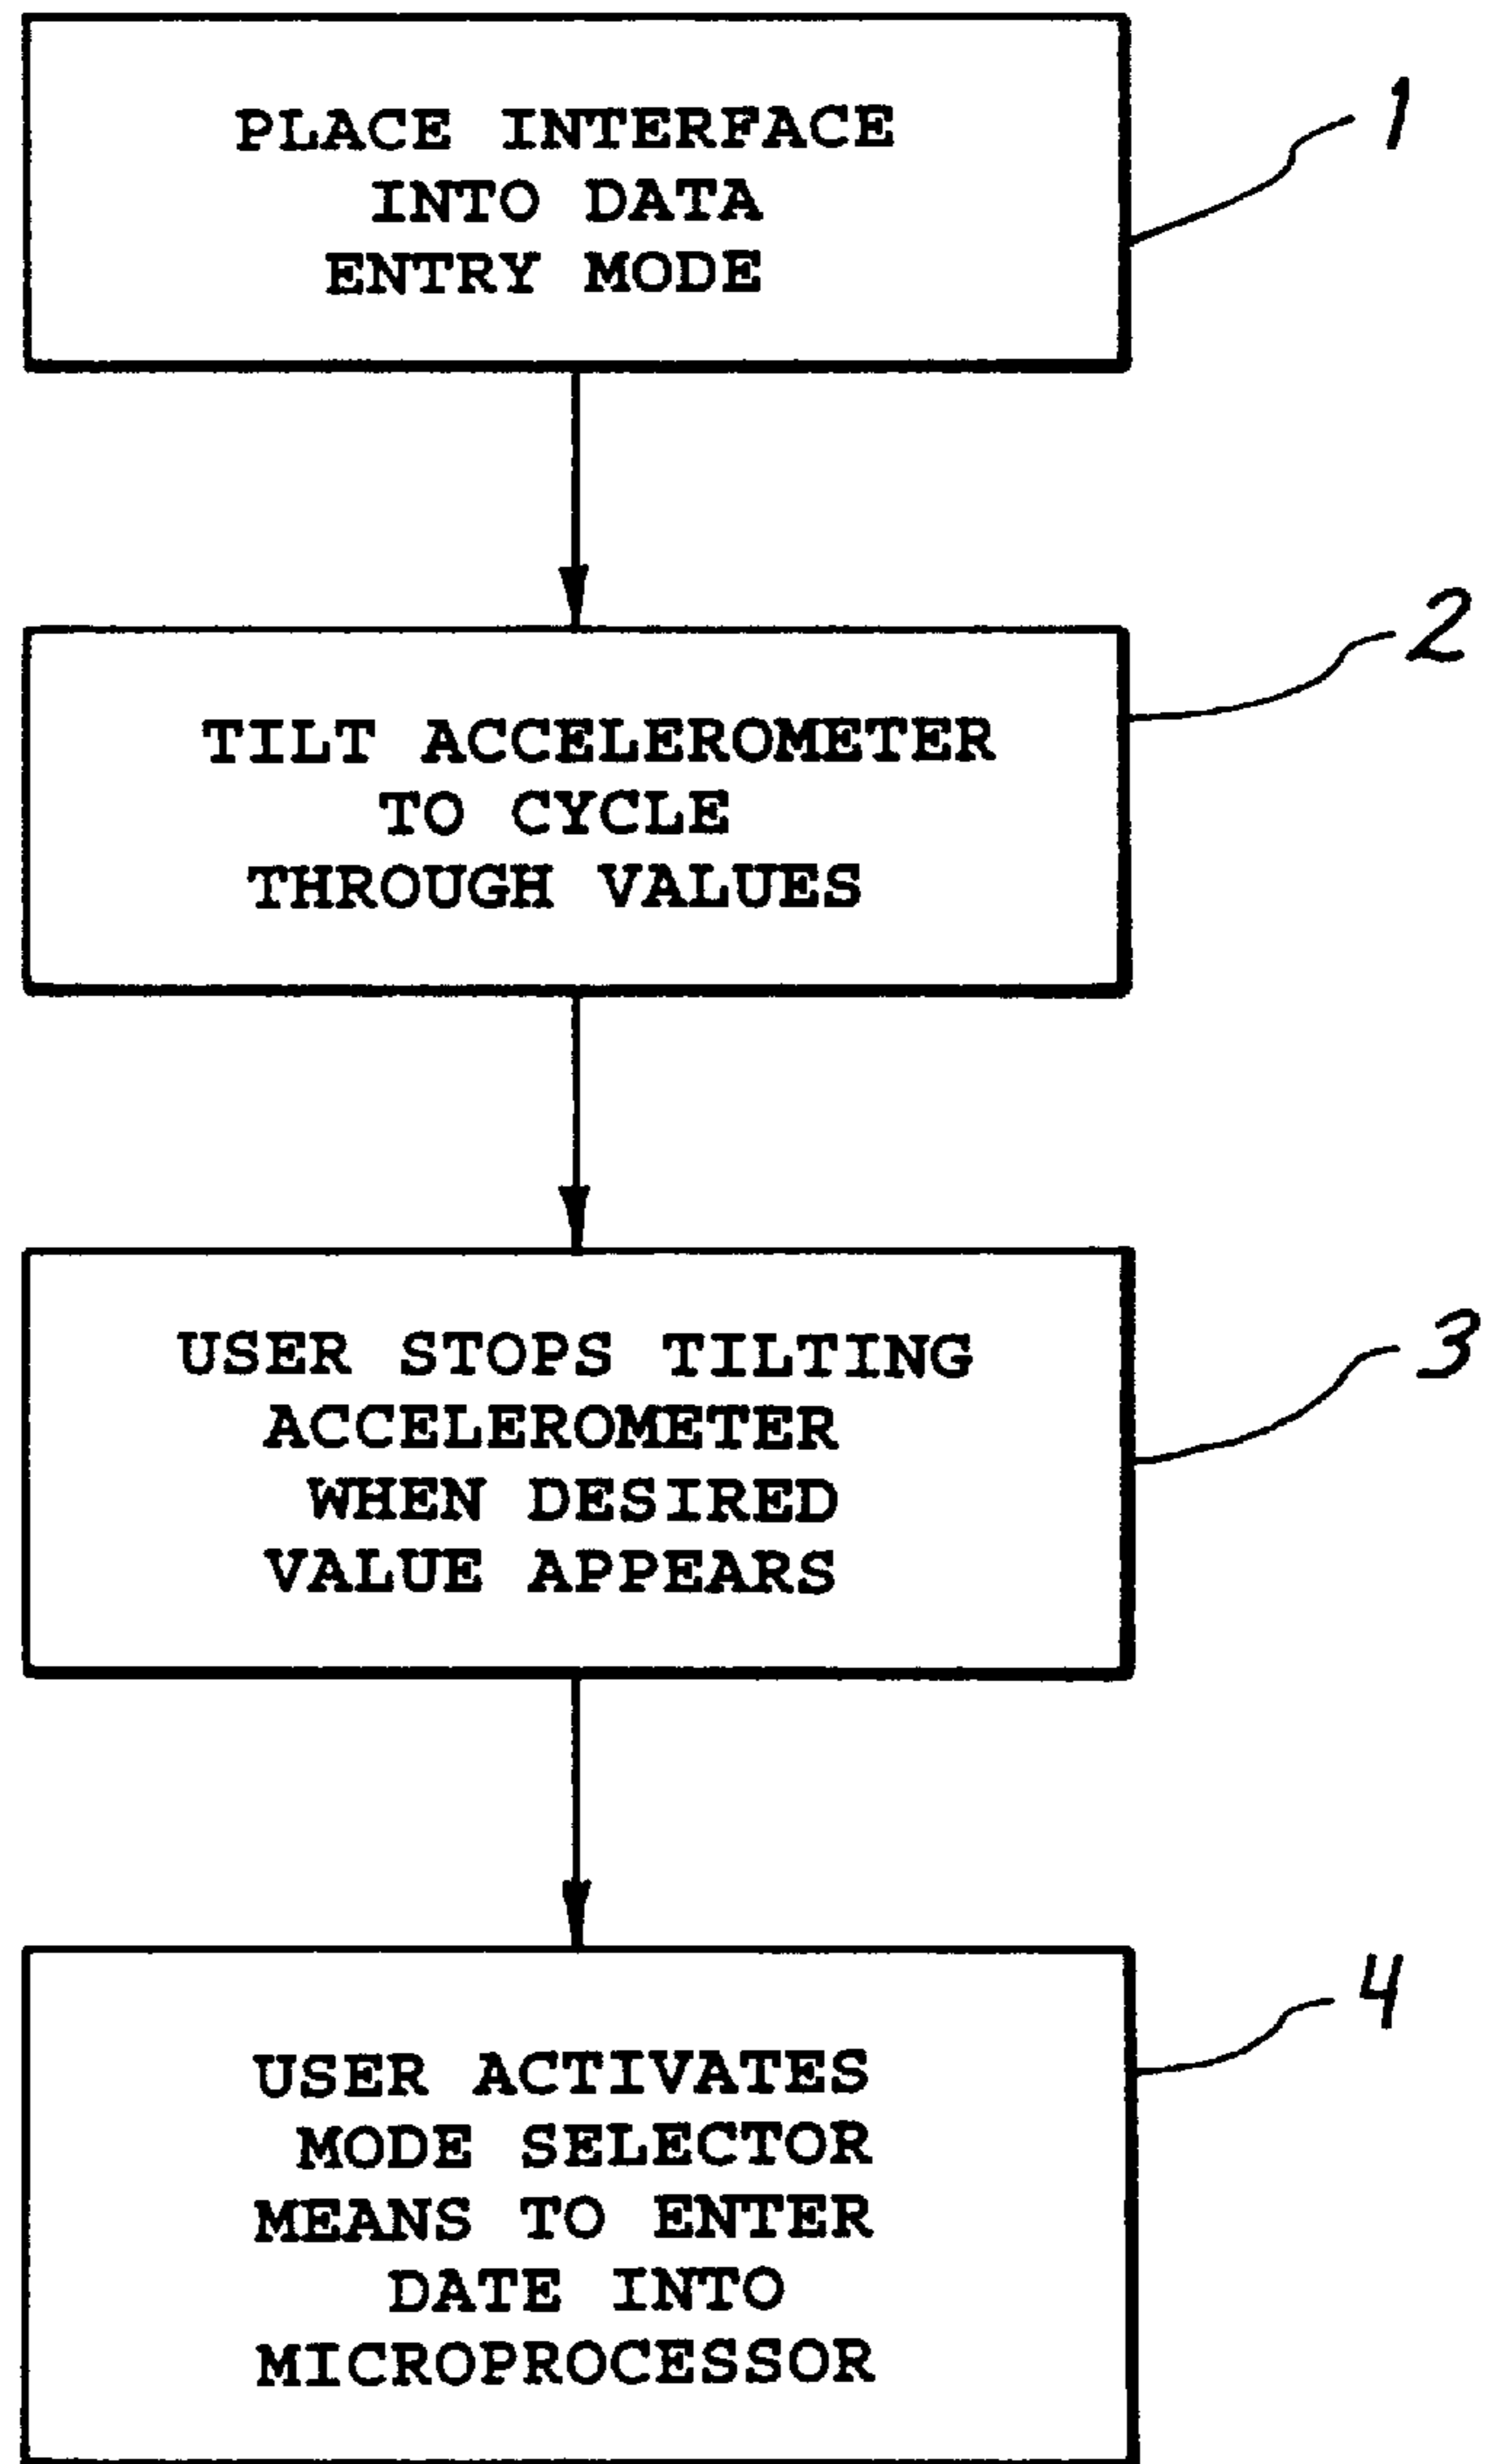 PLACE INTERFACE
INTO DATA
ENTRY MODE
1
TILT ACCELEROMETER
TO CYCLE
THROUGH VALUES
2
USER STOPS TILTING
ACCELEROMETER
WHEN DESIRED
VALUE APPEARS
3
USER ACTIVATES
MODE SELECTOR
MEANS TO ENTER
DATE INTO
MICROPROCESSOR
4